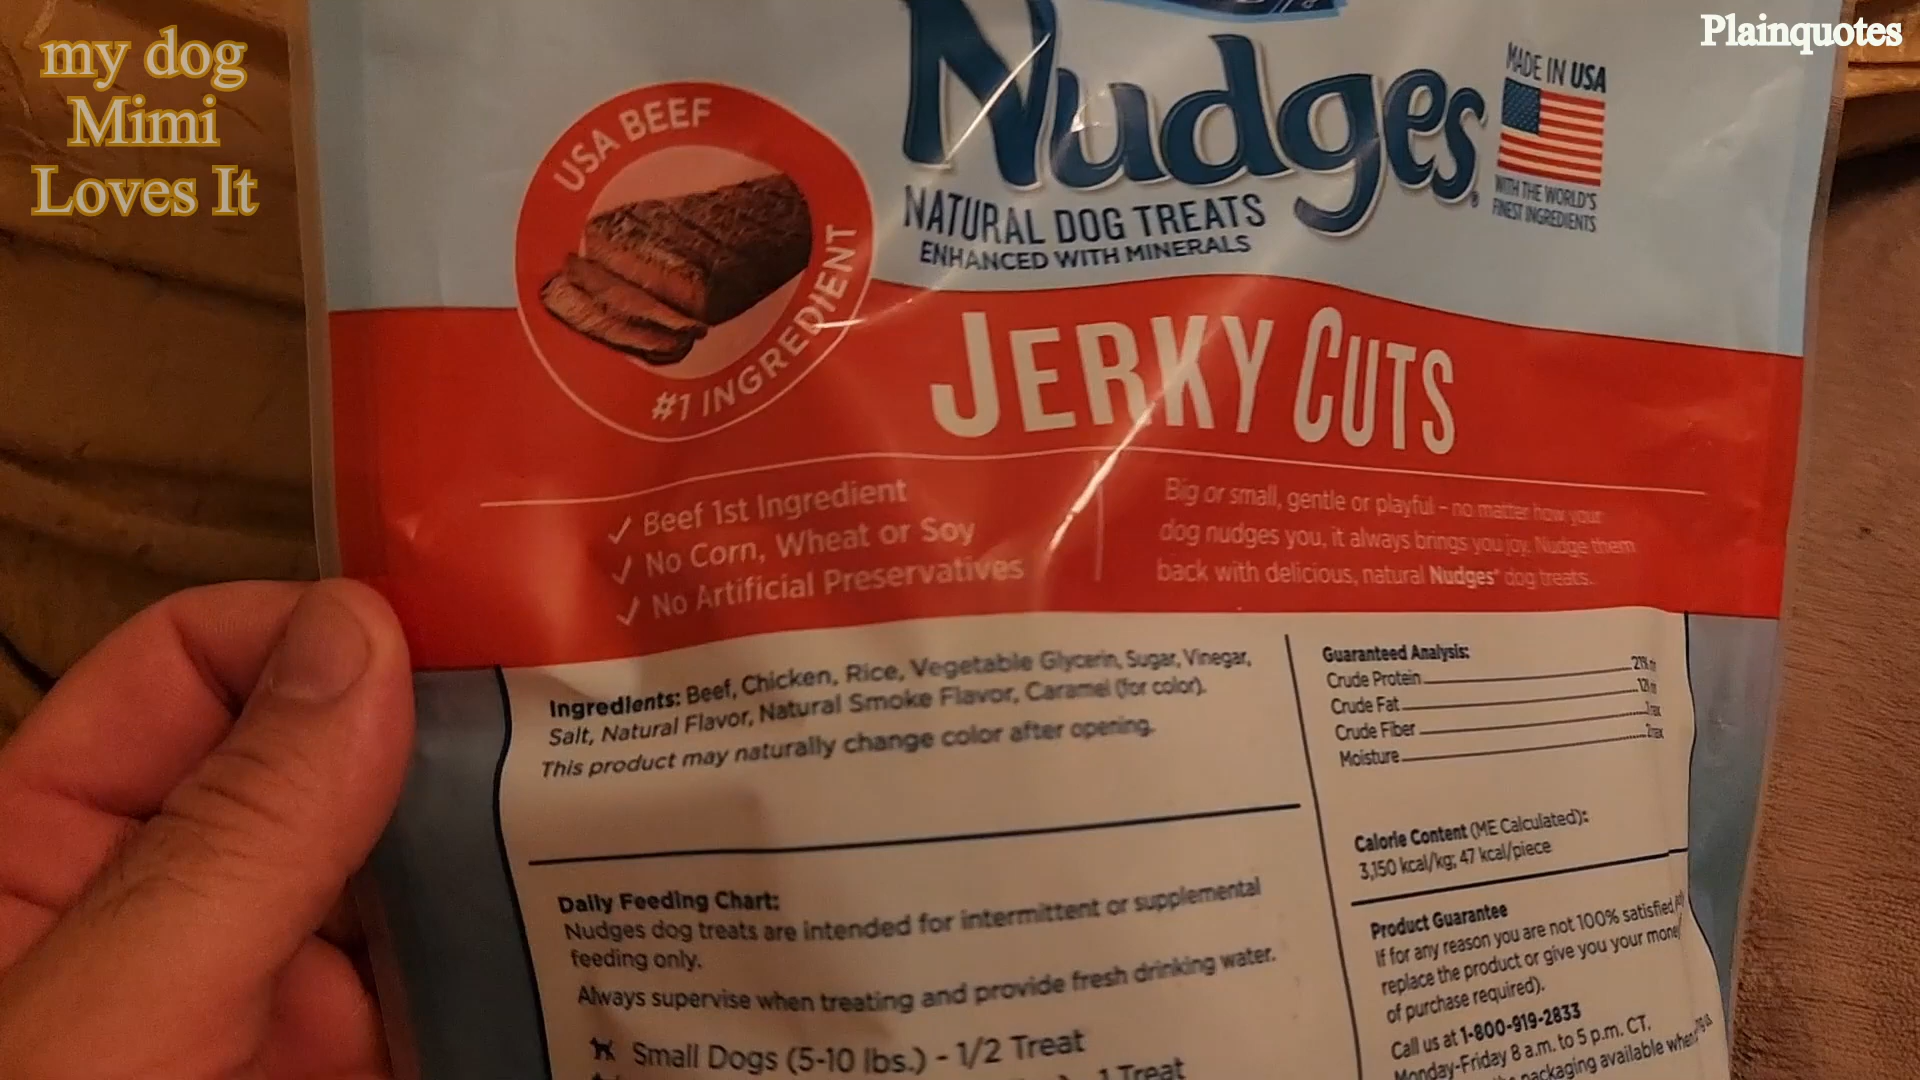 my dog
Mimi
Loves It
Plainquotes
Nudges®
MADE IN USA
WITH THE WORLD'S
FINEST INGREDIENTS
NATURAL DOG TREATS
ENHANCED WITH MINERALS
USA BEEF
#1 INGREDIENT
JERKY CUTS
✓ Beef 1st Ingredient
✓ No Corn, Wheat or Soy
✓ No Artificial Preservatives
Big or small, gentle or playful - no matter how your
dog nudges you, it always brings you joy. Nudge them
back with delicious, natural Nudges® dog treats.
Ingredients: Beef, Chicken, Rice, Vegetable Glycerin, Sugar, Vinegar,
Salt, Natural Flavor, Natural Smoke Flavor, Caramel (for color).
This product may naturally change color after opening.
Guaranteed Analysis:
Crude Protein
Crude Fat
Crude Fiber
Moisture
Calorie Content (ME Calculated):
3,150 kcal/kg; 47 kcal/piece
Daily Feeding Chart:
Nudges dog treats are intended for intermittent or supplemental
feeding only.
Always supervise when treating and provide fresh drinking water.
Small Dogs (5-10 lbs.) - 1/2 Treat
1 Treat
Product Guarantee
If for any reason you are not 100% satisfied
replace the product or give you your money
of purchase required).
Call us at 1-800-919-2833
Monday-Friday 8 a.m. to 5 p.m. CT.
packaging available when